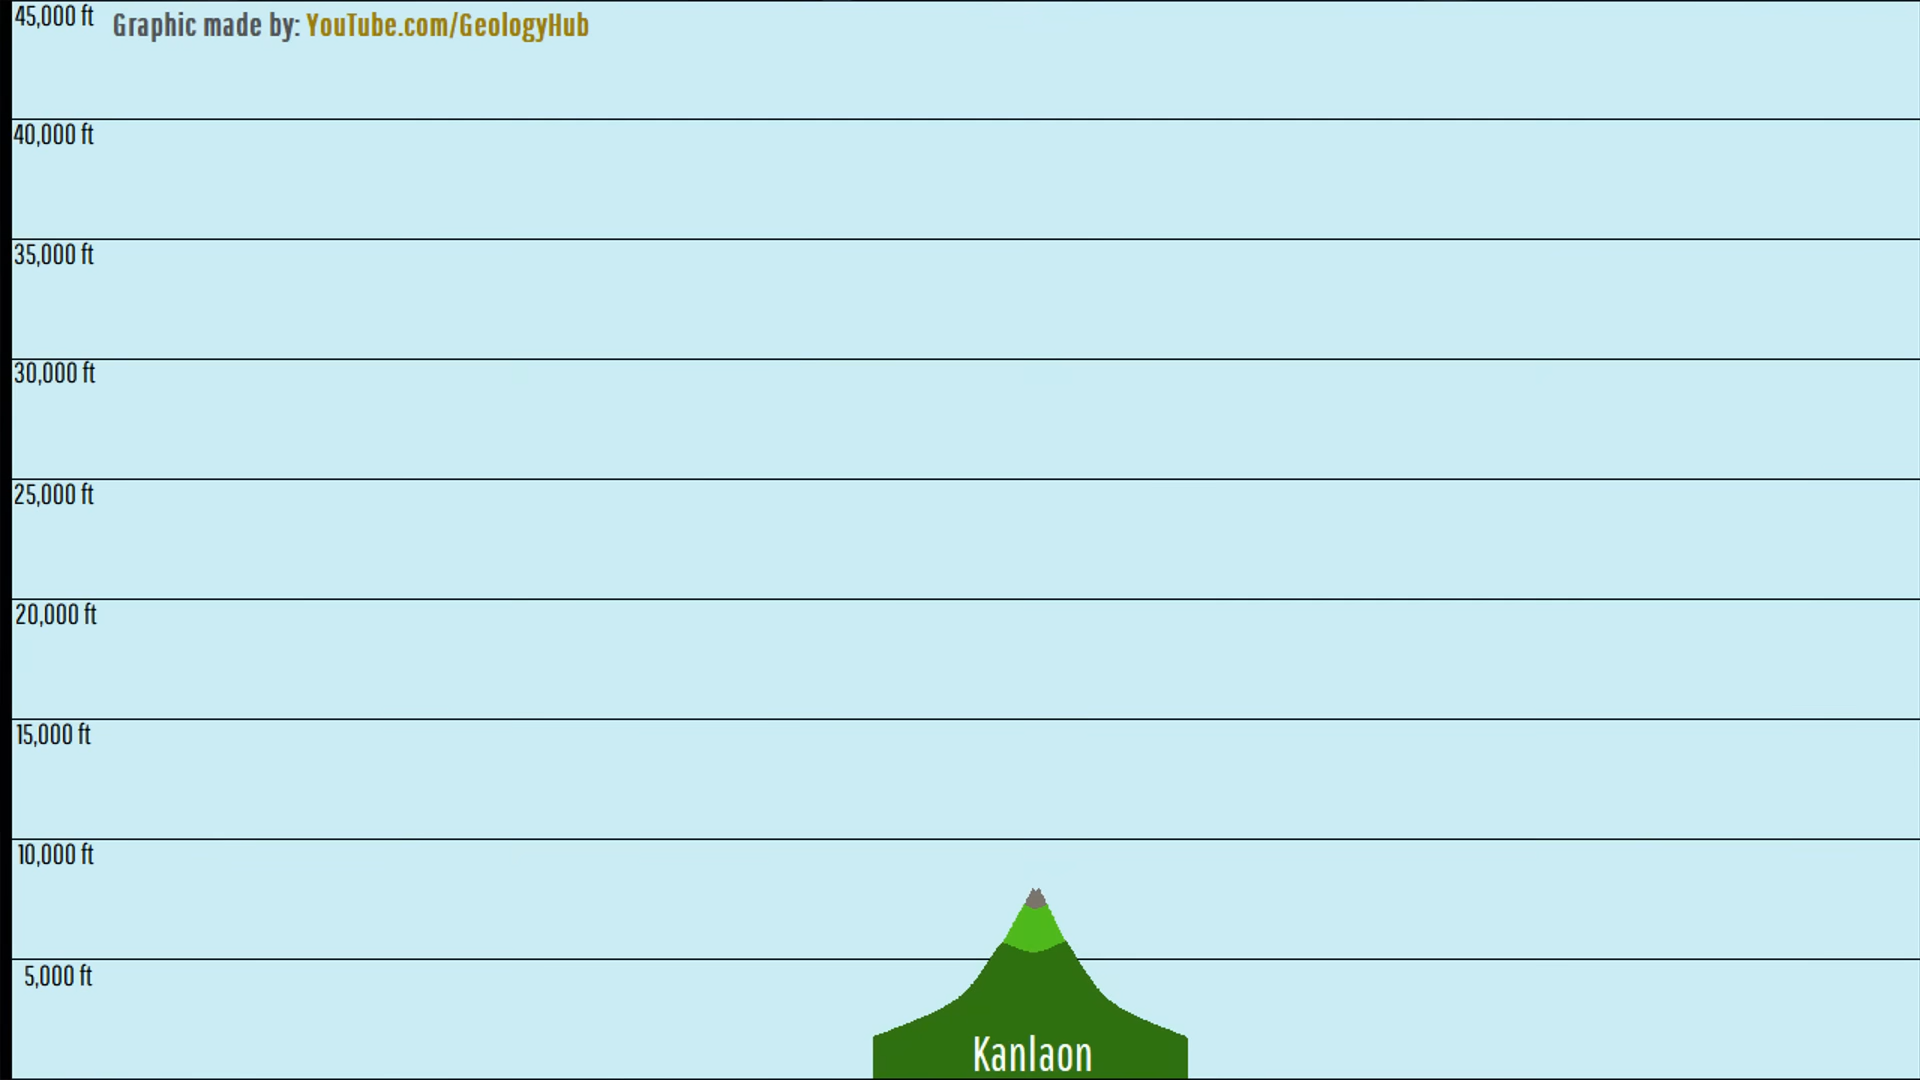 45,000 ft
Graphic made by: YouTube.com/GeologyHub
40,000 ft
35,000 ft
30,000 ft
25,000 ft
20,000 ft
15,000 ft
10,000 ft
5,000 ft
Kanlaon